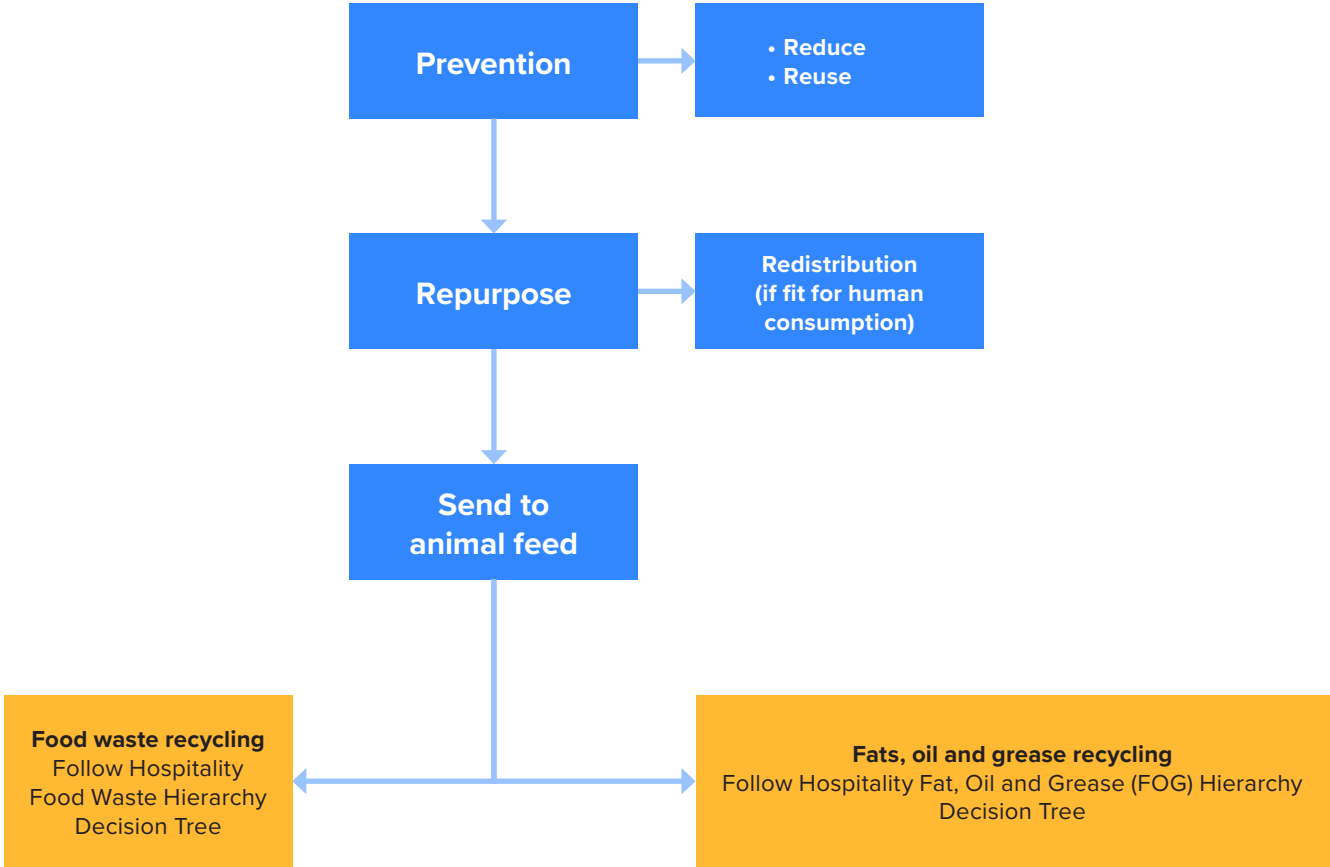 Prevention
• Reduce
• Reuse
Repurpose
Redistribution
(if fit for human
consumption)
Send to
animal feed
Food waste recycling
Follow Hospitality
Food Waste Hierarchy
Decision Tree
Fats, oil and grease recycling
Follow Hospitality Fat, Oil and Grease (FOG) Hierarchy
Decision Tree